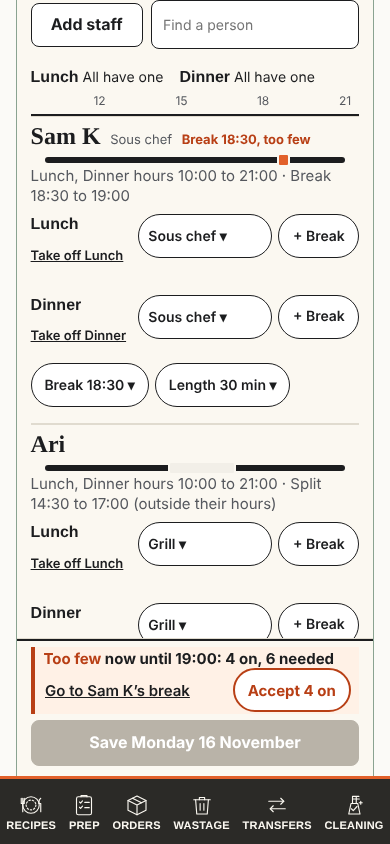 Add staff
Find a person
Lunch All have one Dinner All have one
12 15 18 21
Sam K Sous chef Break 18:30, too few
Lunch, Dinner hours 10:00 to 21:00 · Break
18:30 to 19:00
Lunch
Sous chef ▾
+ Break
Take off Lunch
Dinner
Sous chef ▾
+ Break
Take off Dinner
Break 18:30 ▾
Length 30 min ▾
Ari
Lunch, Dinner hours 10:00 to 21:00 · Split
14:30 to 17:00 (outside their hours)
Lunch
Grill ▾
+ Break
Take off Lunch
Dinner
Grill ▾
+ Break
Too few now until 19:00: 4 on, 6 needed
Go to Sam K’s break
Accept 4 on
Save Monday 16 November
RECIPES PREP ORDERS WASTAGE TRANSFERS CLEANING